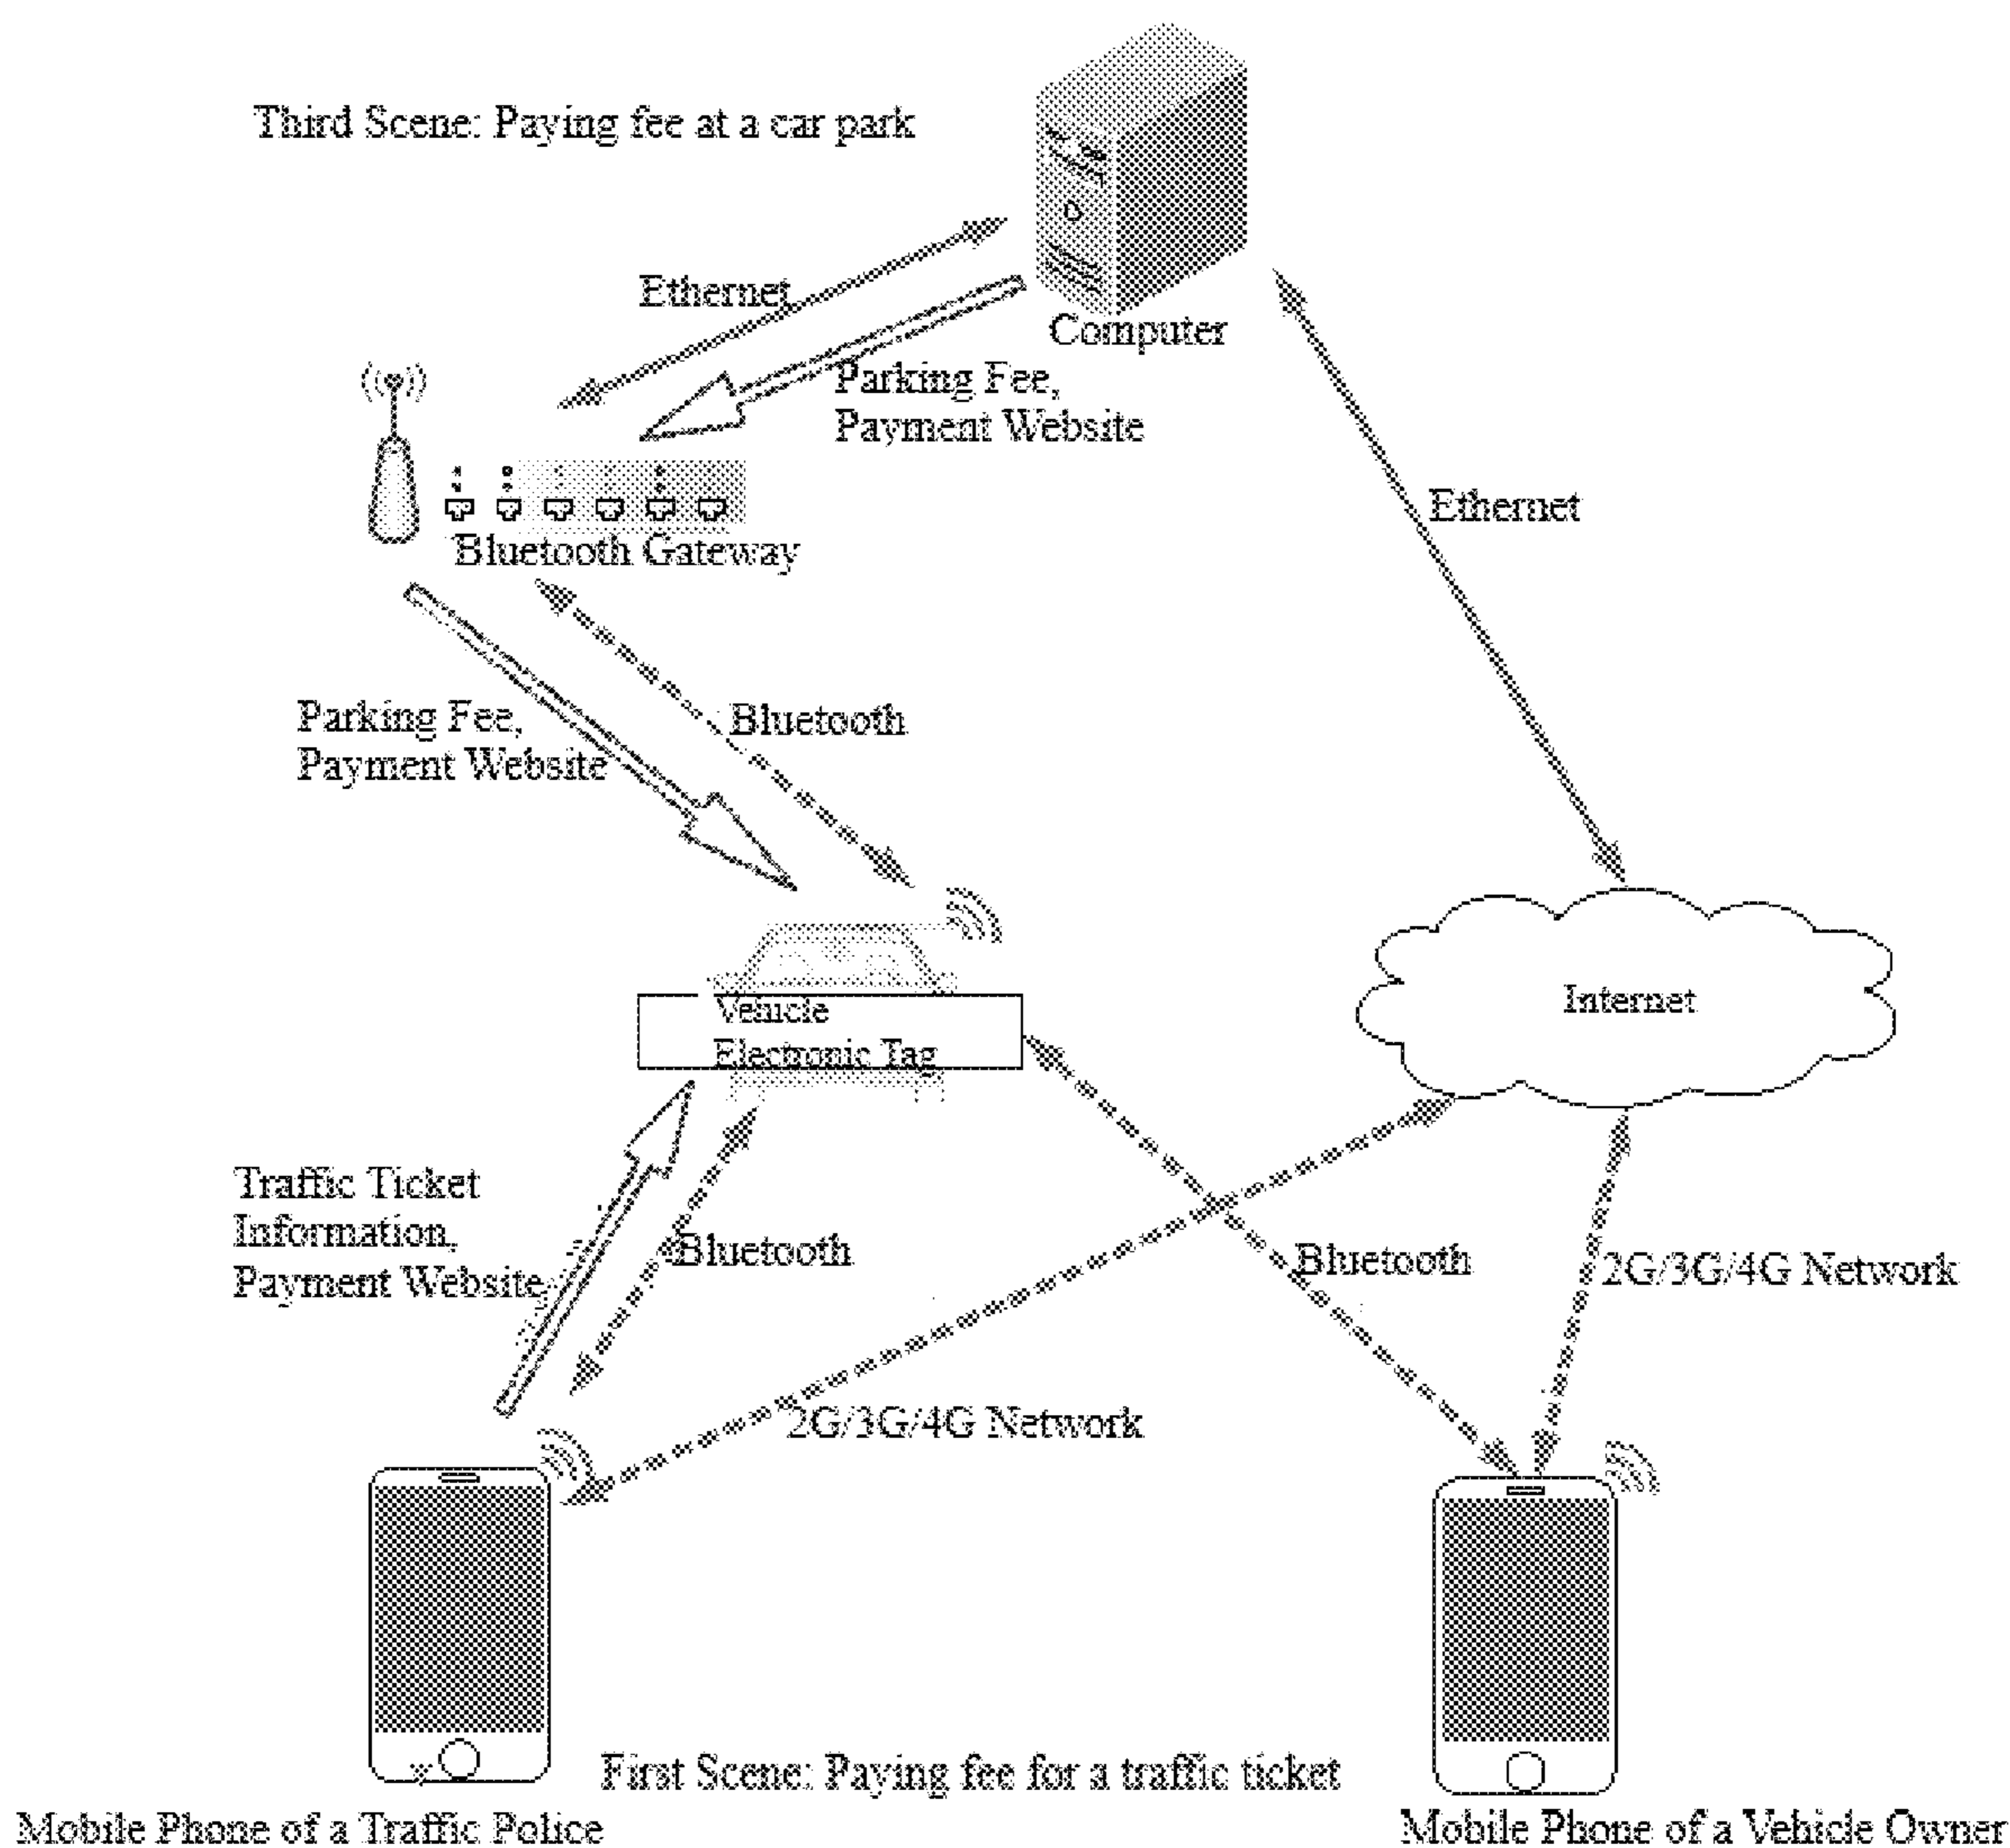 Third Scene: Paying fee at a car park
Ethernet
Computer
Parking Fee,
Payment Website
Ethernet
Bluetooth Gateway
Parking Fee,
Payment Website
Bluetooth
Vehicle
Electronic Tag
Internet
Traffic Ticket
Information,
Payment Website
Bluetooth
Bluetooth
2G/3G/4G Network
2G/3G/4G Network
First Scene: Paying fee for a traffic ticket
Mobile Phone of a Traffic Police
Mobile Phone of a Vehicle Owner